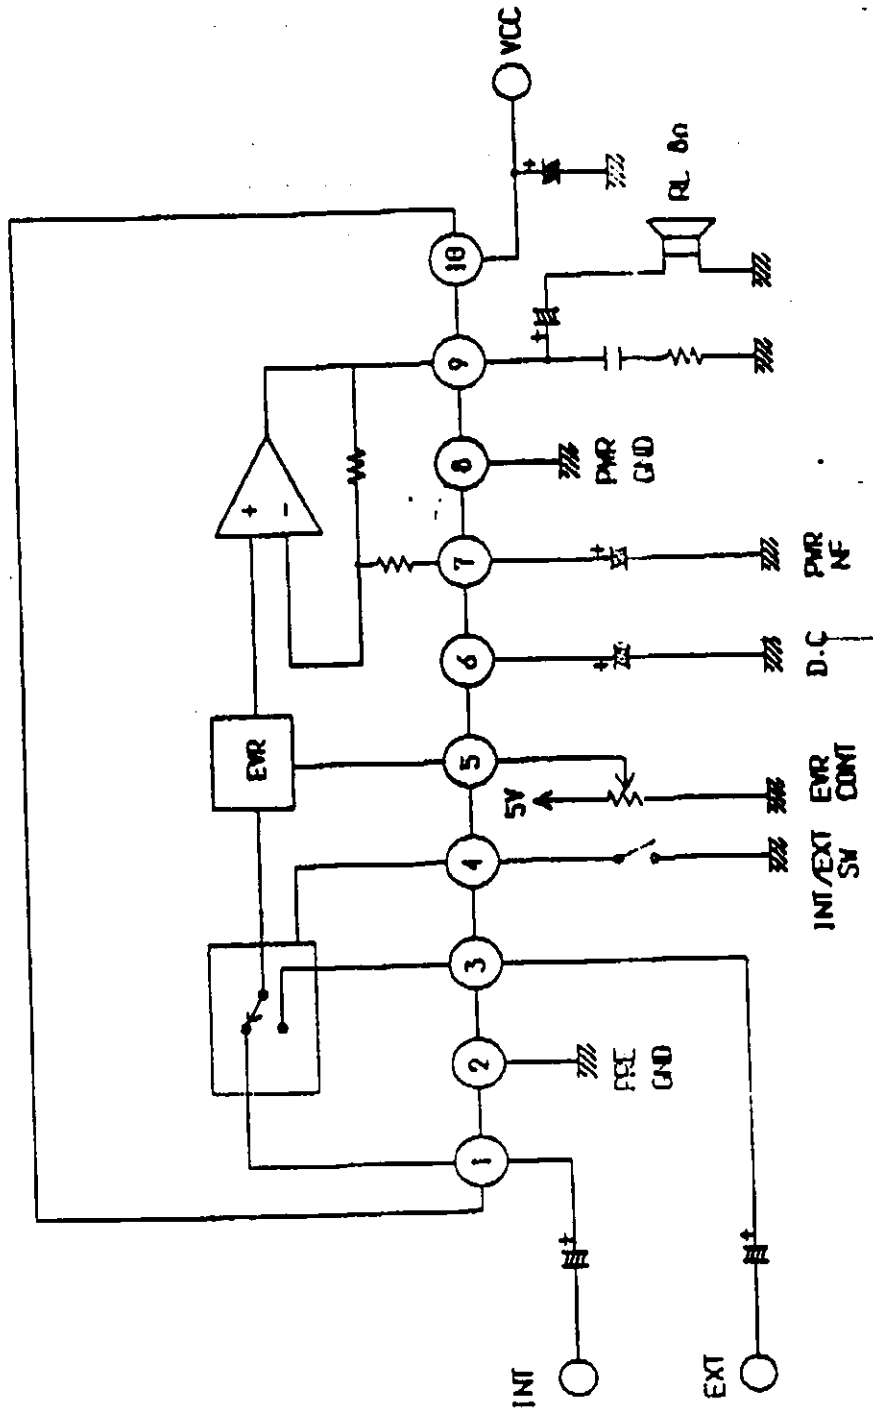 EVR
+
-
1
2
3
4
5
6
7
8
9
10
VCC
+
RL 8Ω
+
PWR
GND
+
PWR
NF
+
D.C
5V
EVR
CONT
INT/EXT
SW
PRE
GND
+
INT
+
EXT